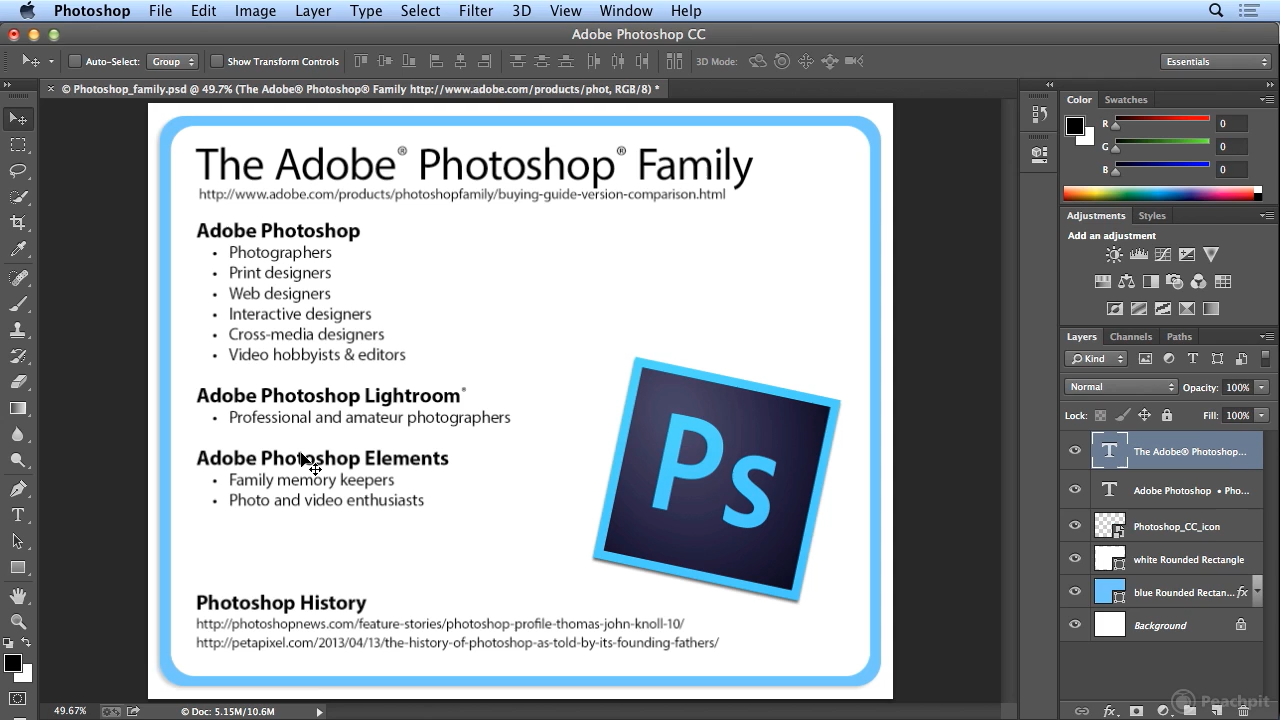 Photoshop File Edit Image Layer Type Select Filter 3D View Window Help
Adobe Photoshop CC
Auto-Select: Group Show Transform Controls 3D Mode: Essentials
× © Photoshop_family.psd @ 49.7% (The Adobe® Photoshop® Family http://www.adobe.com/products/phot, RGB/8) *
The Adobe® Photoshop® Family
http://www.adobe.com/products/photoshopfamily/buying-guide-version-comparison.html
Adobe Photoshop
• Photographers
• Print designers
• Web designers
• Interactive designers
• Cross-media designers
• Video hobbyists & editors
Adobe Photoshop Lightroom®
• Professional and amateur photographers
Adobe Photoshop Elements
• Family memory keepers
• Photo and video enthusiasts
Ps
Photoshop History
http://photoshopnews.com/feature-stories/photoshop-profile-thomas-john-knoll-10/
http://petapixel.com/2013/04/13/the-history-of-photoshop-as-told-by-its-founding-fathers/
Color Swatches
R 0
G 0
B 0
Adjustments Styles
Add an adjustment
Layers Channels Paths
Kind
Normal Opacity: 100%
Lock: Fill: 100%
T The Adobe® Photoshop...
T Adobe Photoshop • Pho...
Photoshop_CC_icon
white Rounded Rectangle
blue Rounded Rectan... fx
Background
fx
49.67% © Doc: 5.15M/10.6M
Peachpit